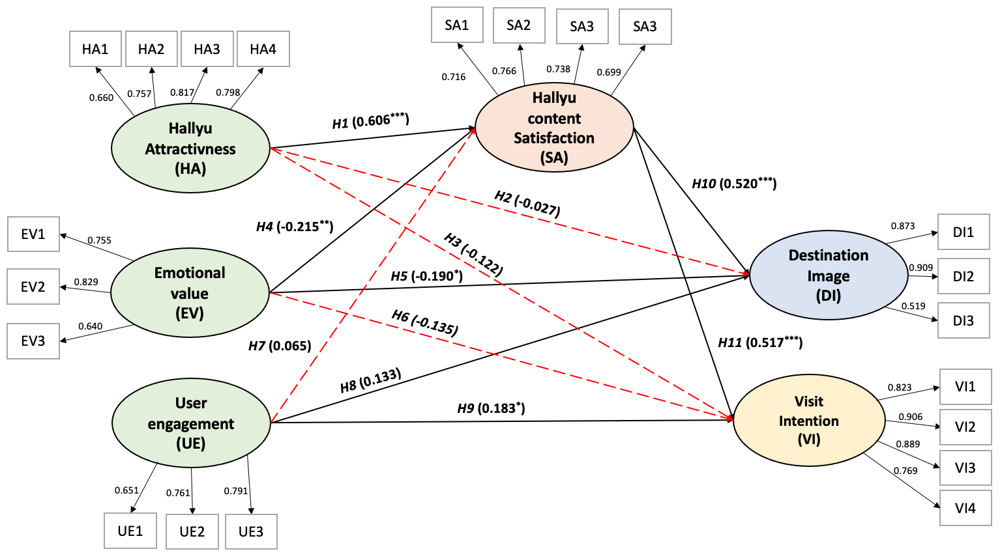 SA1
SA2
SA3
SA3
HA1
HA2
HA3
HA4
0.716
0.766
0.738
0.699
0.660
0.757
0.817
0.798
Hallyu
content
Satisfaction
(SA)
Hallyu
Attractivness
(HA)
H1 (0.606***)
H10 (0.520***)
H2 (-0.027)
H4 (-0.215**)
H3 (-0.122)
EV1
EV2
EV3
0.755
0.829
0.640
Emotional
value
(EV)
H5 (-0.190*)
Destination
Image
(DI)
0.873
0.909
0.519
DI1
DI2
DI3
H6 (-0.135)
H7 (0.065)
H11 (0.517***)
H8 (0.133)
H9 (0.183*)
User
engagement
(UE)
Visit
Intention
(VI)
0.823
0.906
0.889
0.769
VI1
VI2
VI3
VI4
0.651
0.761
0.791
UE1
UE2
UE3